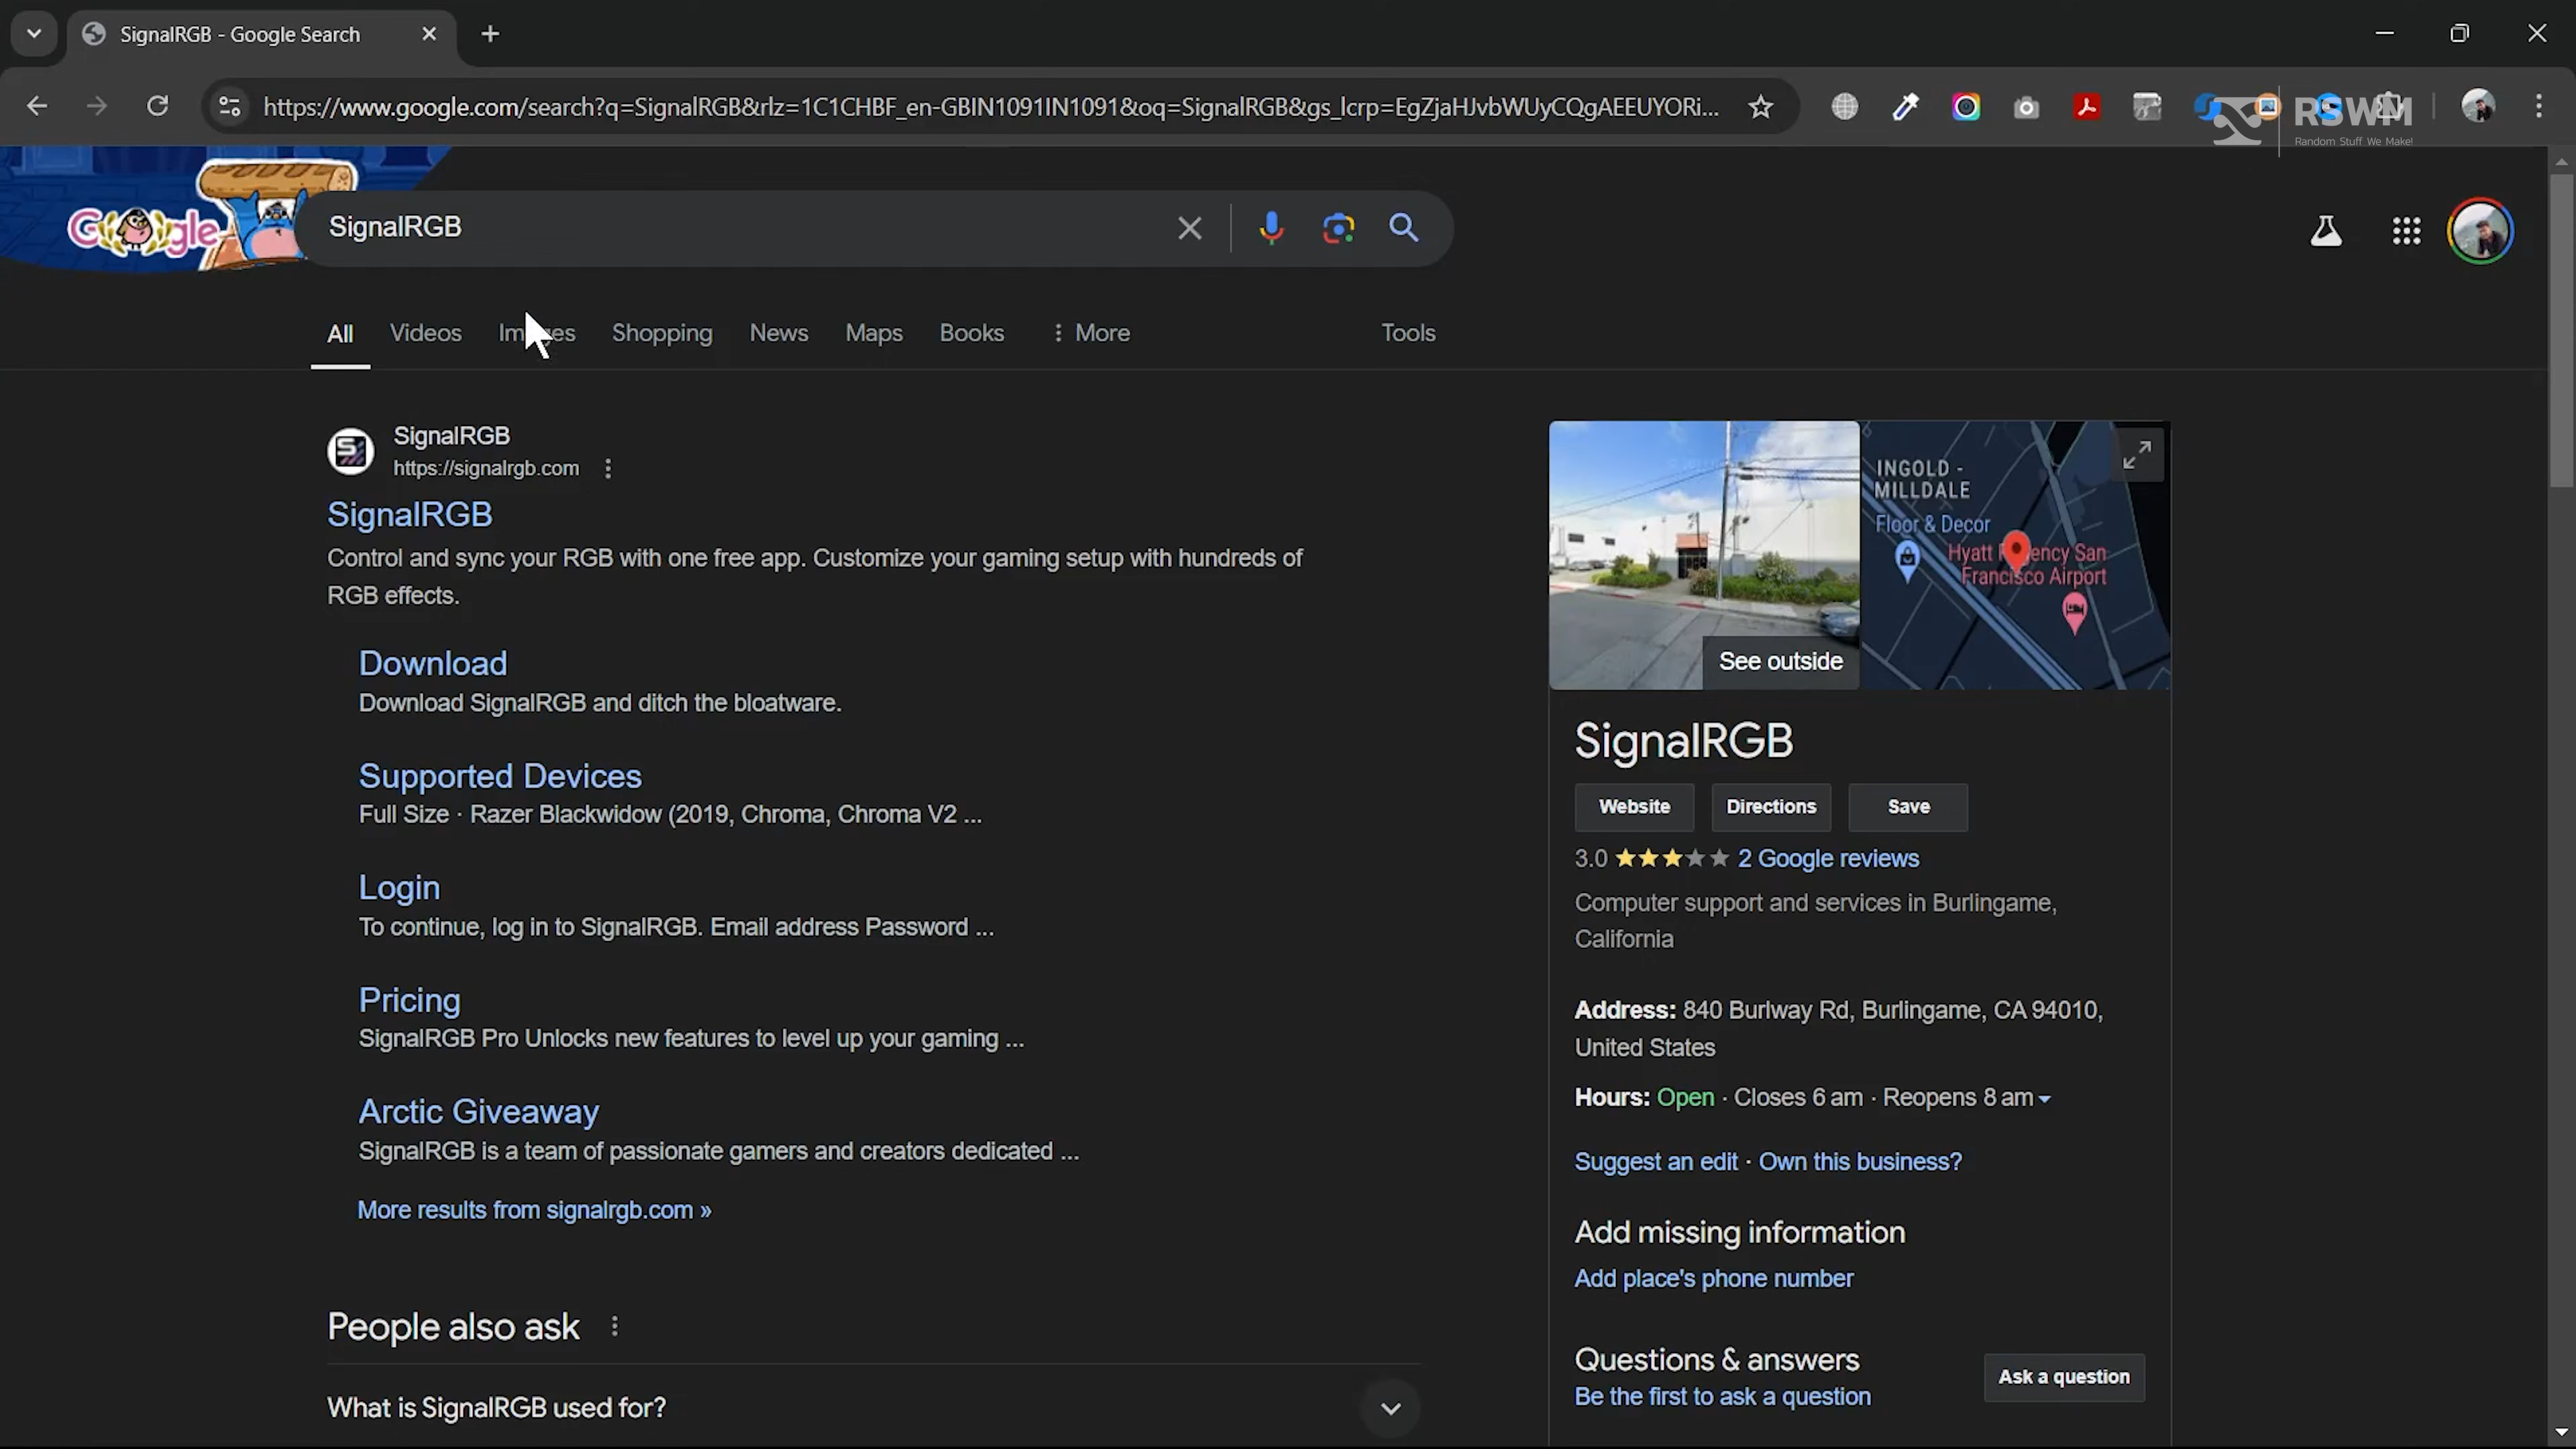 SignalRGB - Google Search
https://www.google.com/search?q=SignalRGB&rlz=1C1CHBF_en-GBIN1091IN1091&oq=SignalRGB&gs_lcrp=EgZjaHJvbWUyCQgAEEUYORi...
RSWM
Random Stuff We Make!
Google
SignalRGB
All
Videos
Images
Shopping
News
Maps
Books
More
Tools
SignalRGB
https://signalrgb.com
SignalRGB
Control and sync your RGB with one free app. Customize your gaming setup with hundreds of
RGB effects.
Download
Download SignalRGB and ditch the bloatware.
Supported Devices
Full Size · Razer Blackwidow (2019, Chroma, Chroma V2 ...
Login
To continue, log in to SignalRGB. Email address Password ...
Pricing
SignalRGB Pro Unlocks new features to level up your gaming ...
Arctic Giveaway
SignalRGB is a team of passionate gamers and creators dedicated ...
More results from signalrgb.com »
People also ask
What is SignalRGB used for?
See outside
INGOLD -
MILLDALE
Floor & Decor
Hyatt Regency San
Francisco Airport
SignalRGB
Website
Directions
Save
3.0 2 Google reviews
Computer support and services in Burlingame,
California
Address: 840 Burlway Rd, Burlingame, CA 94010,
United States
Hours: Open · Closes 6 am · Reopens 8 am
Suggest an edit · Own this business?
Add missing information
Add place's phone number
Questions & answers
Be the first to ask a question
Ask a question